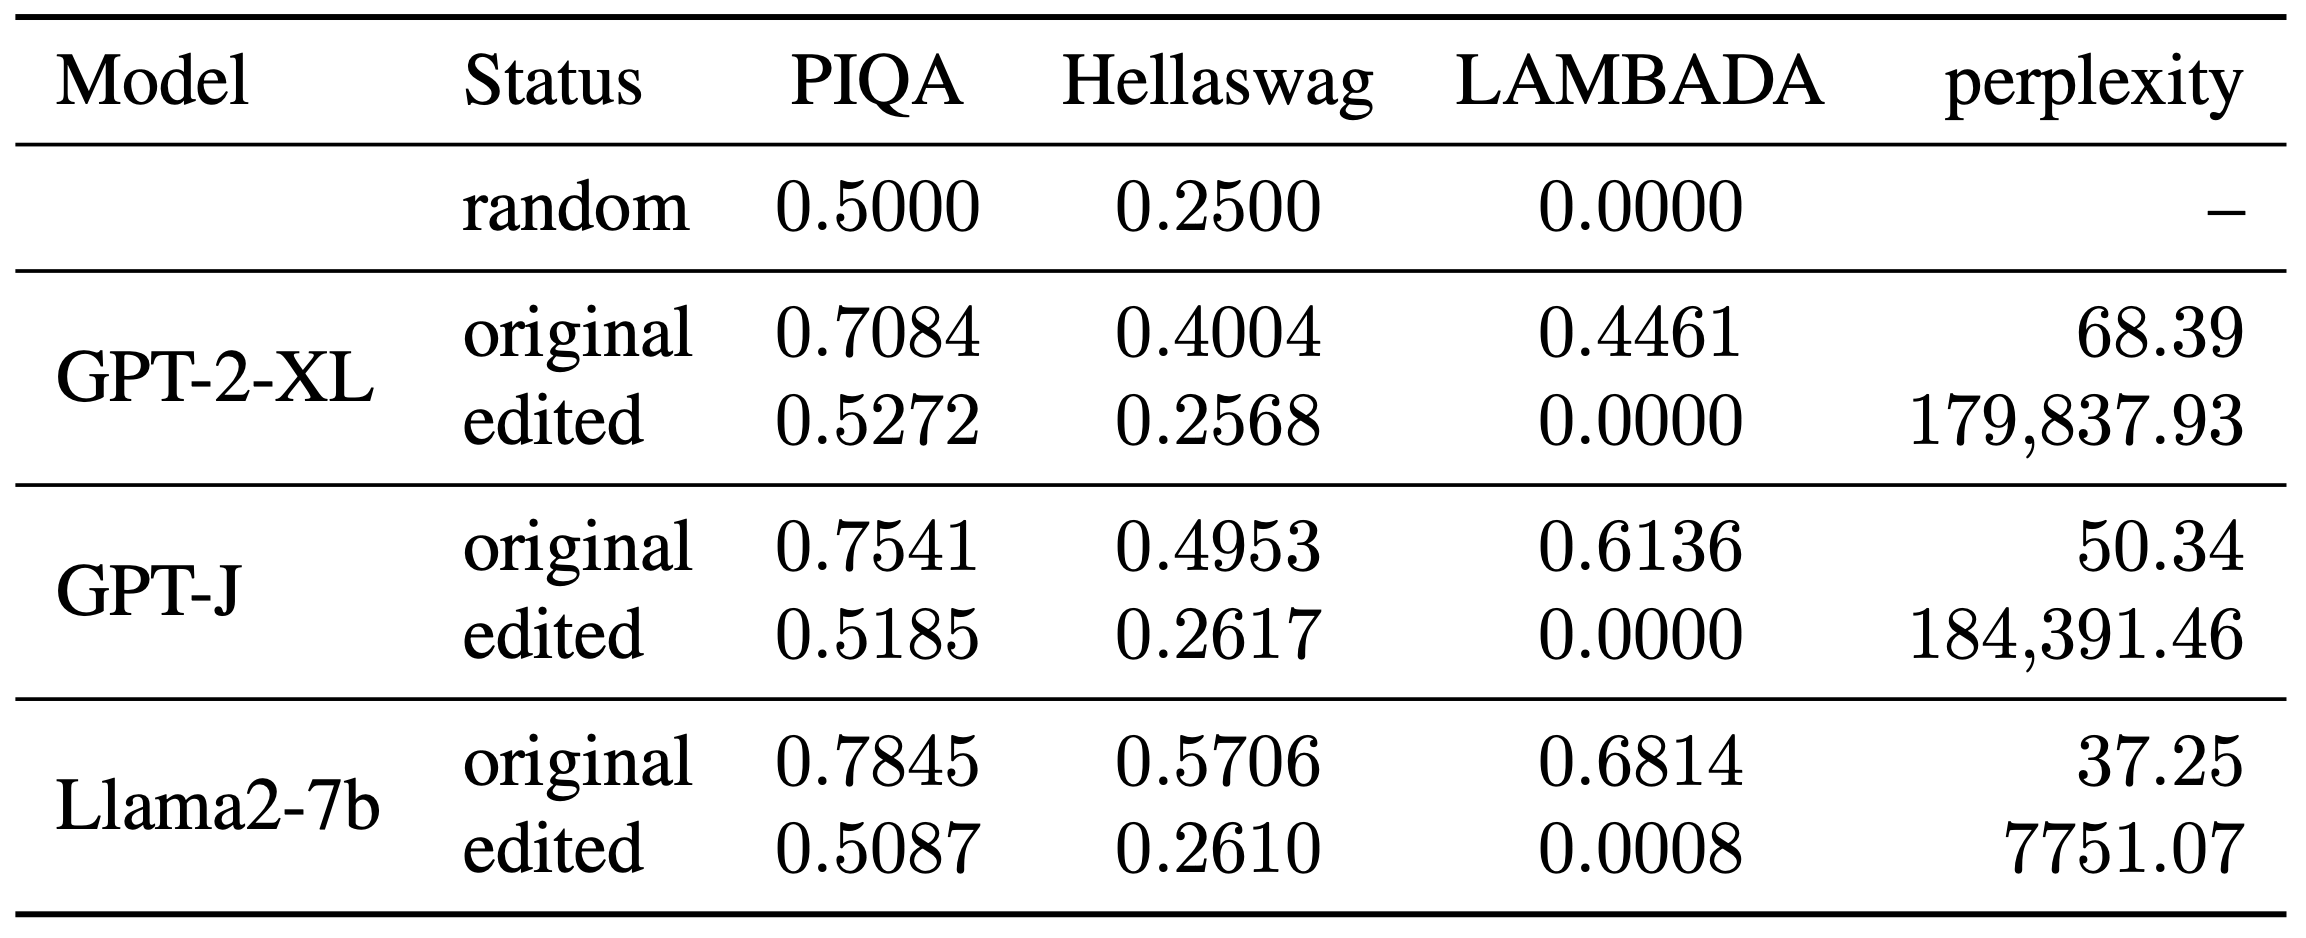 Model Status PIQA Hellaswag LAMBADA perplexity
random 0.5000 0.2500 0.0000 –
GPT-2-XL
original 0.7084 0.4004 0.4461 68.39
edited 0.5272 0.2568 0.0000 179,837.93
GPT-J
original 0.7541 0.4953 0.6136 50.34
edited 0.5185 0.2617 0.0000 184,391.46
Llama2-7b
original 0.7845 0.5706 0.6814 37.25
edited 0.5087 0.2610 0.0008 7751.07